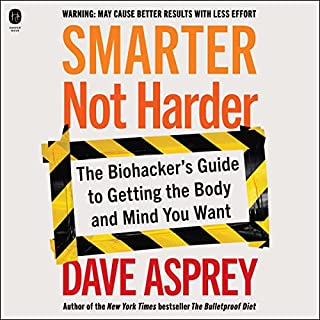 WARNING: MAY CAUSE BETTER RESULTS WITH LESS EFFORT
SMARTER
Not Harder
The Biohacker's Guide
to Getting the Body
and Mind You Want
DAVE ASPREY
Author of the New York Times bestseller The Bulletproof Diet